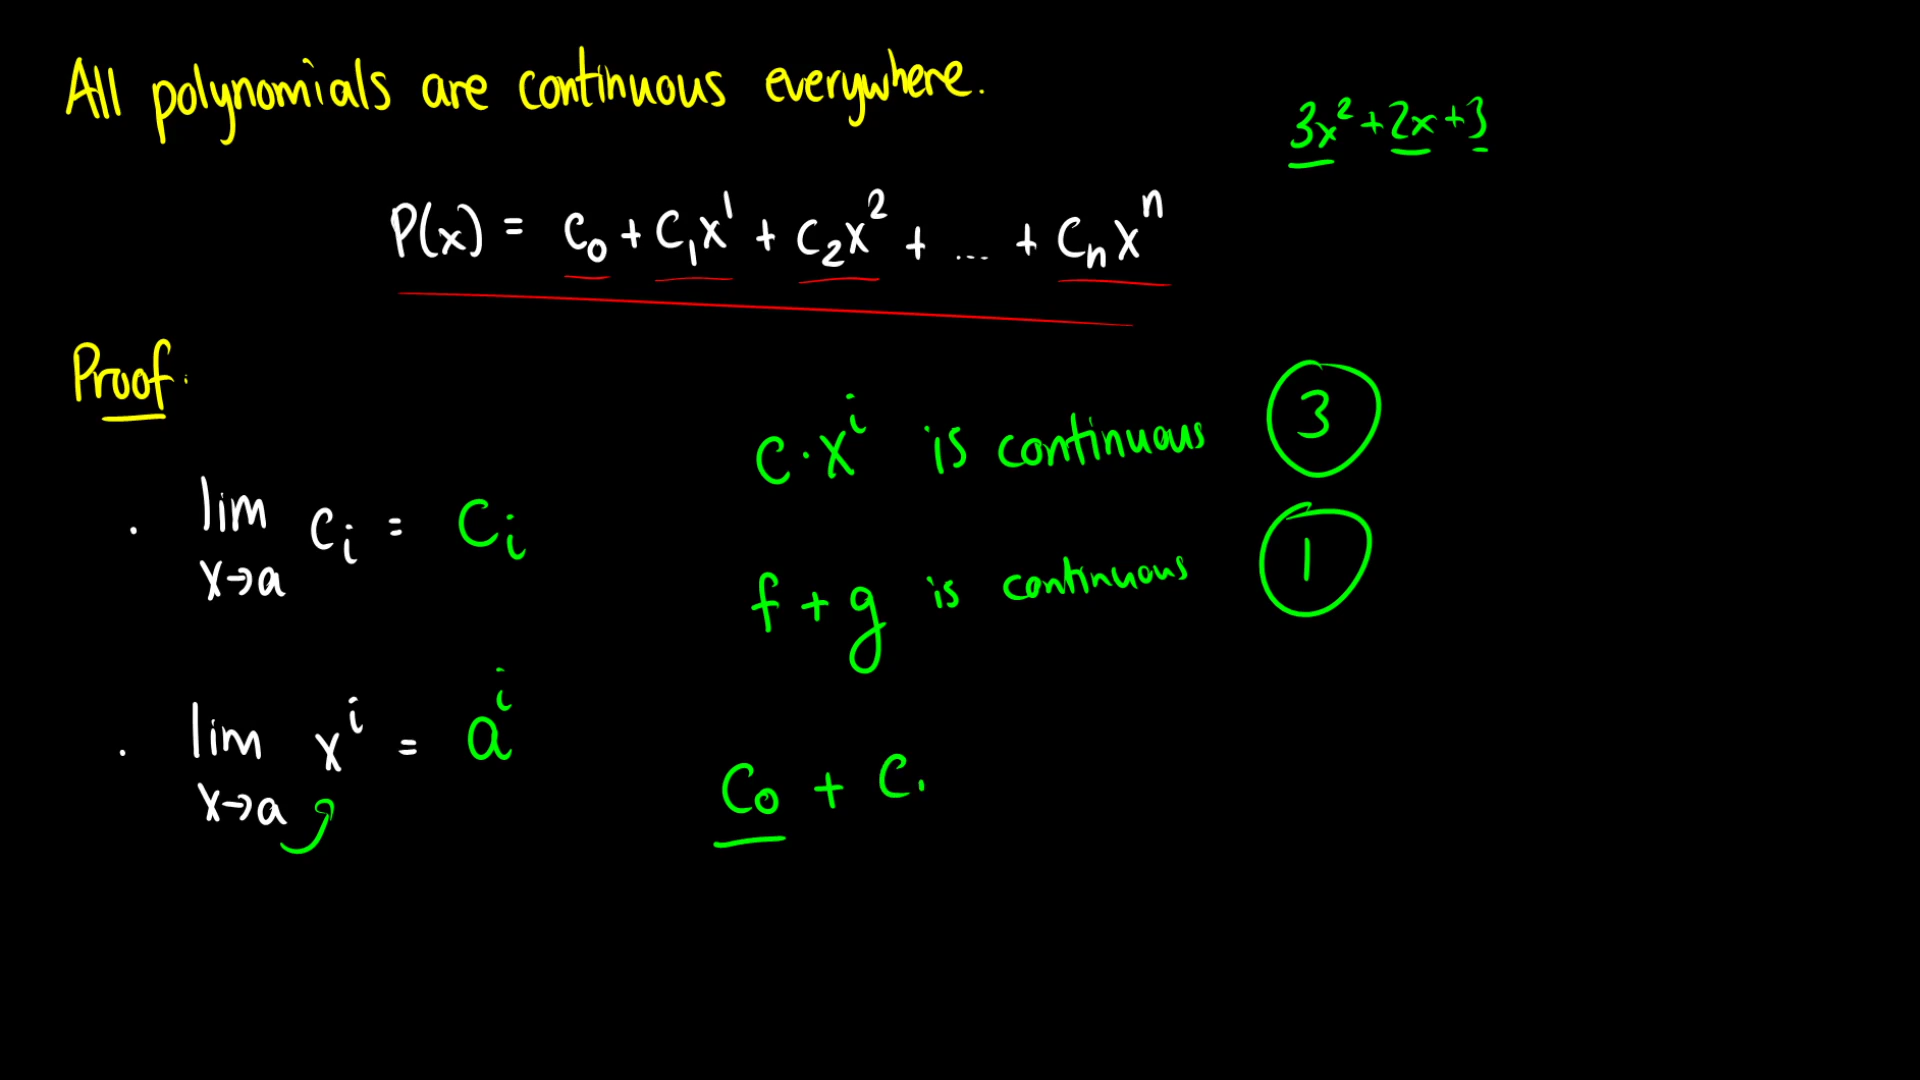 All polynomials are continuous everywhere.
3x² + 2x + 3
P(x) = c₀ + c₁x¹ + c₂x² + ... + cₙxⁿ
Proof.
. lim cᵢ = cᵢ
x→a
. lim xⁱ = aⁱ
x→a
c·xⁱ is continuous ③
f + g is continuous ①
c₀ + c.